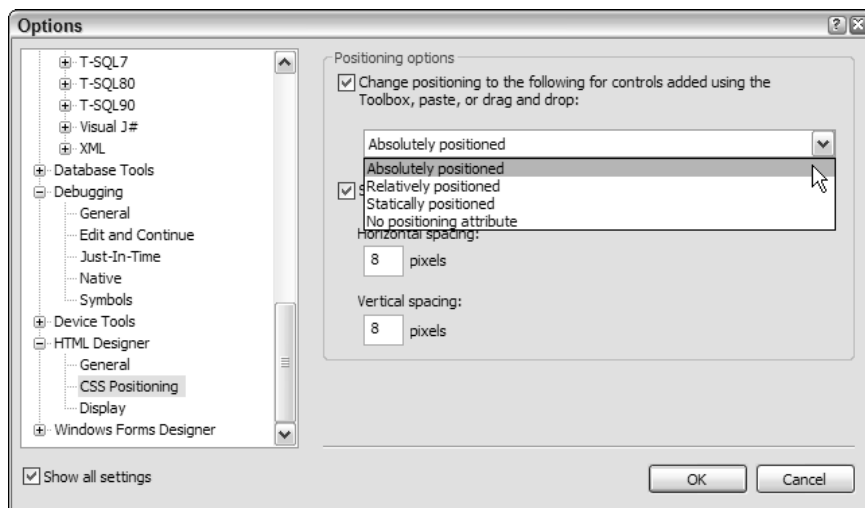 Options
T-SQL7
T-SQL80
T-SQL90
Visual J#
XML
Database Tools
Debugging
General
Edit and Continue
Just-In-Time
Native
Symbols
Device Tools
HTML Designer
General
CSS Positioning
Display
Windows Forms Designer
Show all settings
Positioning options
Change positioning to the following for controls added using the
Toolbox, paste, or drag and drop:
Absolutely positioned
Absolutely positioned
Relatively positioned
Statically positioned
No positioning attribute
Horizontal spacing:
8 pixels
Vertical spacing:
8 pixels
OK
Cancel